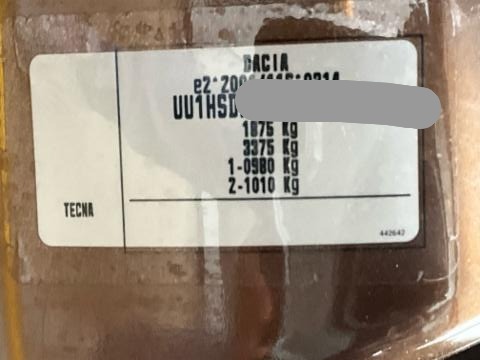 DACIA
UU1HSD
1875 Kg
3375 Kg
1-0980 Kg
2-1010 Kg
TECNA
442642